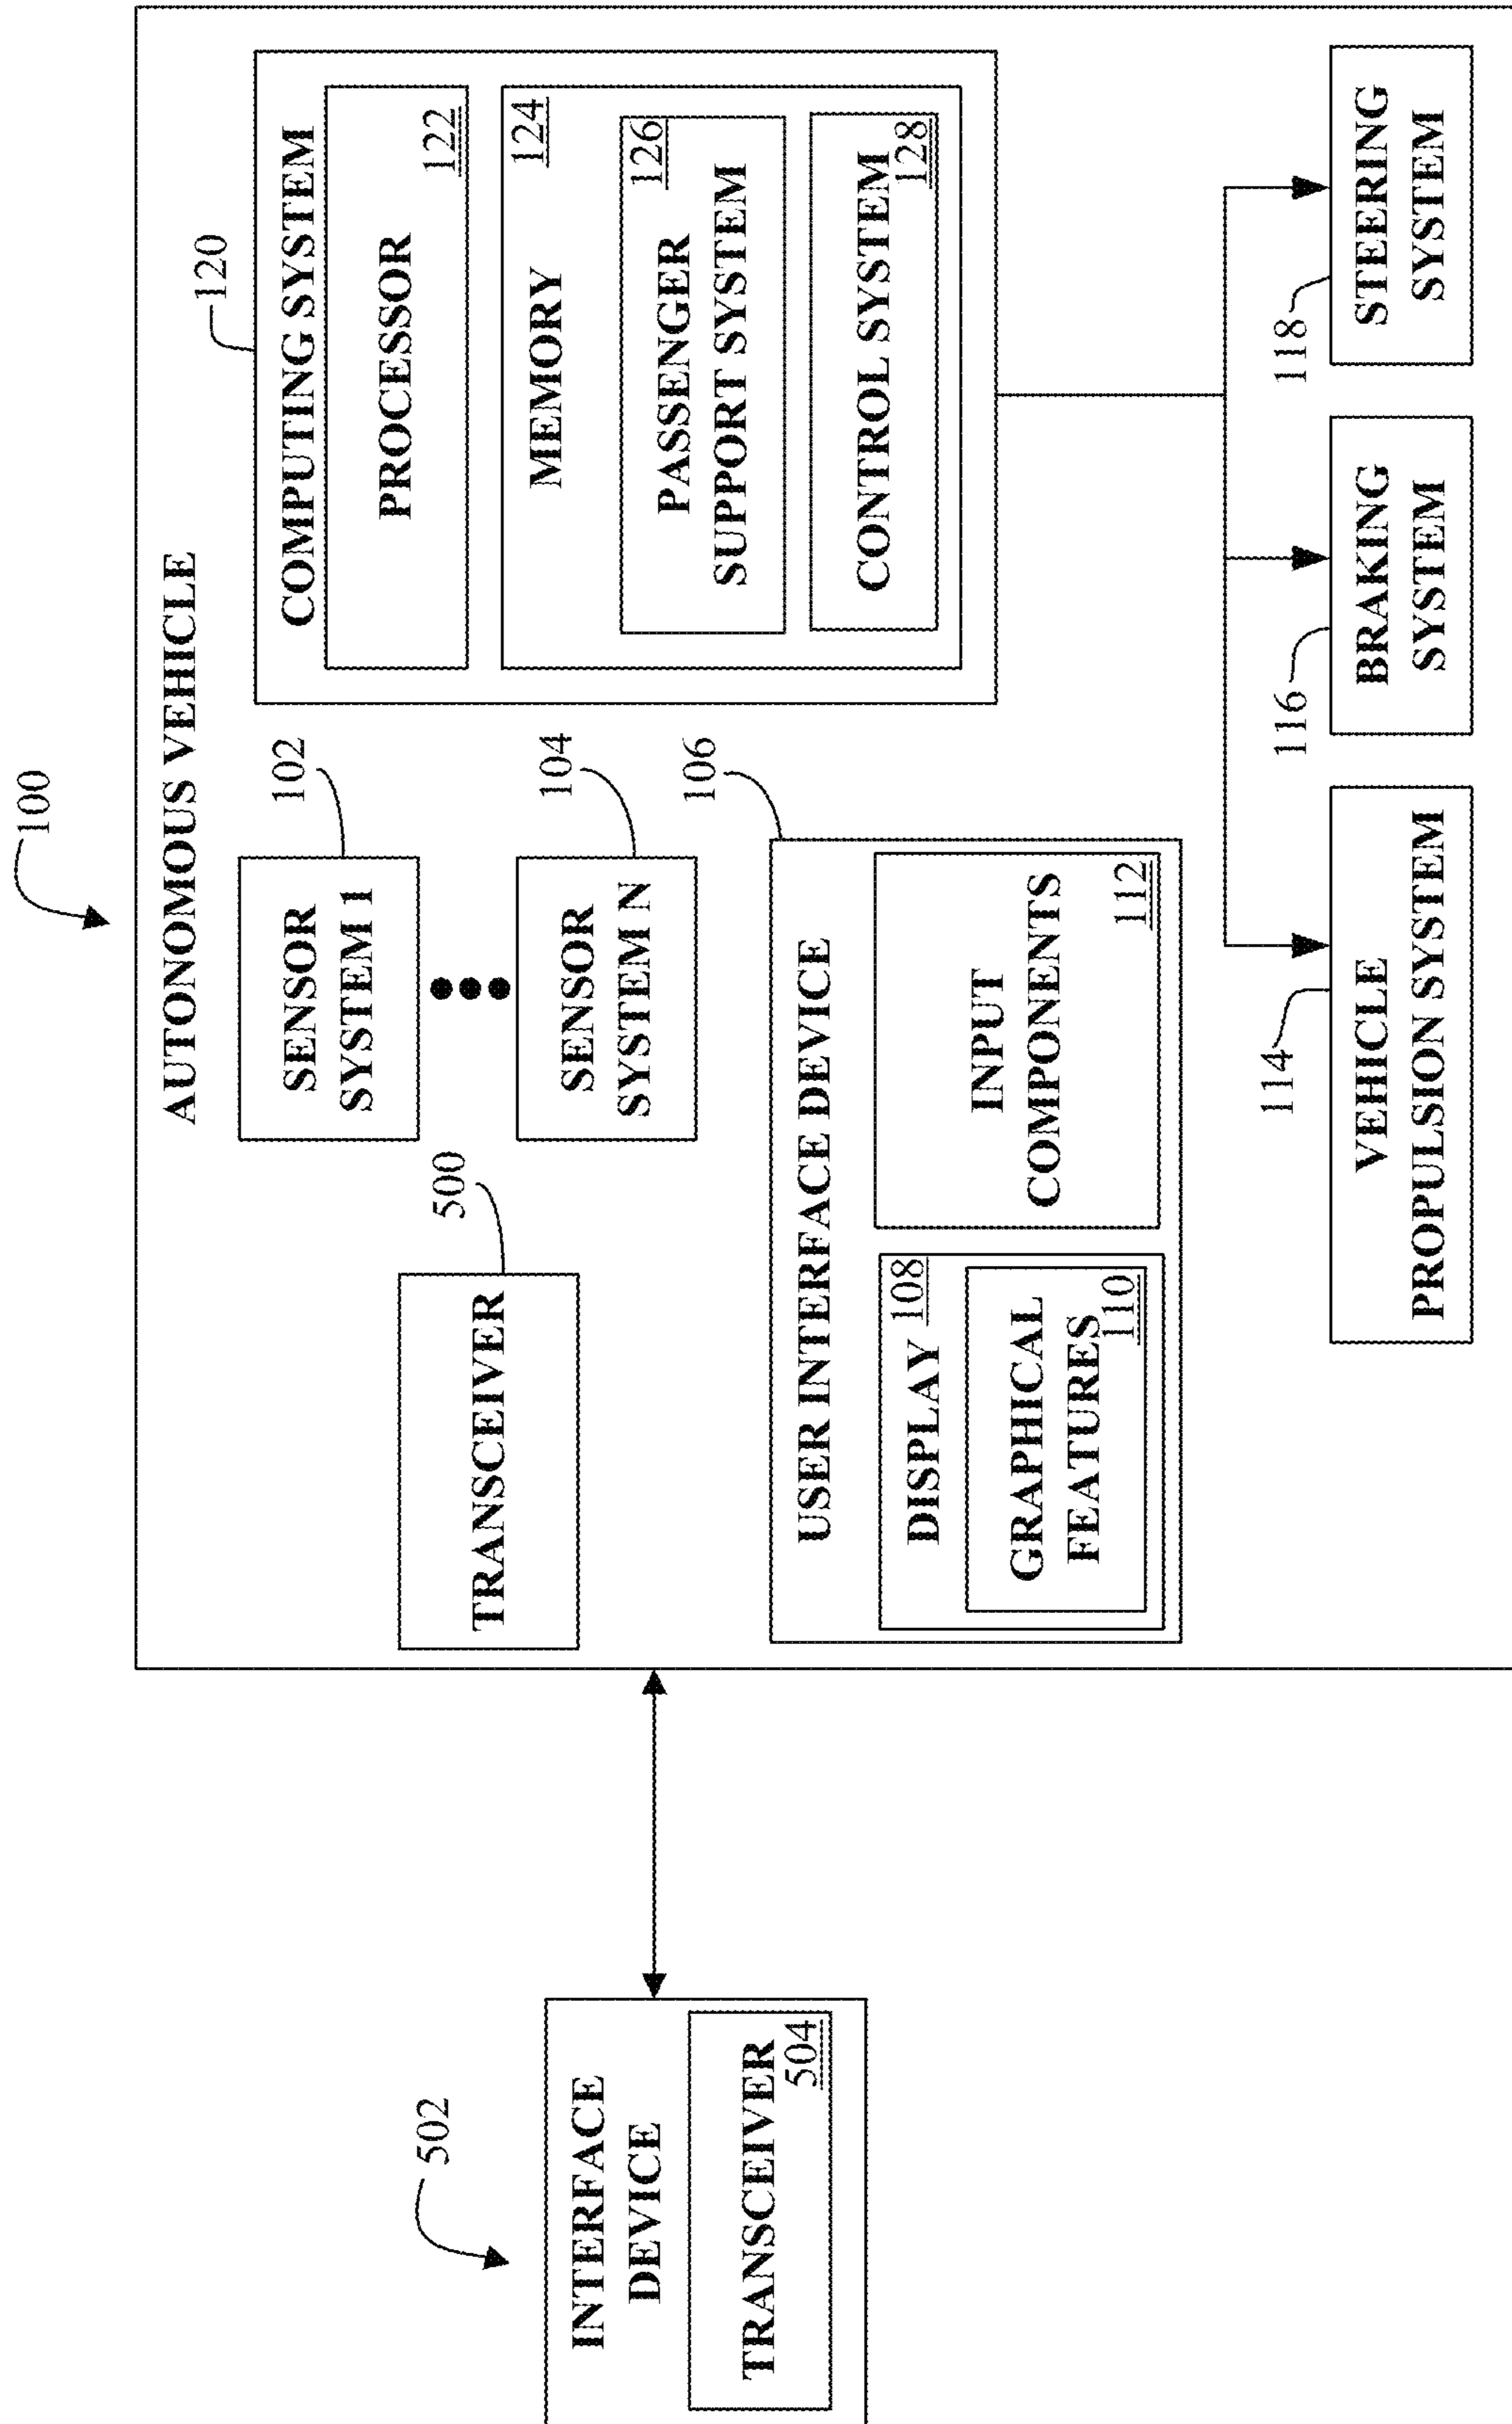 100
AUTONOMOUS VEHICLE
502
INTERFACE
DEVICE
TRANSCEIVER
504
TRANSCEIVER
500
SENSOR
SYSTEM 1
102
SENSOR
SYSTEM N
104
120
COMPUTING SYSTEM
PROCESSOR
122
MEMORY
124
PASSENGER
SUPPORT SYSTEM
126
CONTROL SYSTEM
128
106
USER INTERFACE DEVICE
DISPLAY
108
GRAPHICAL
FEATURES
110
INPUT
COMPONENTS
112
114
VEHICLE
PROPULSION SYSTEM
116
BRAKING
SYSTEM
118
STEERING
SYSTEM